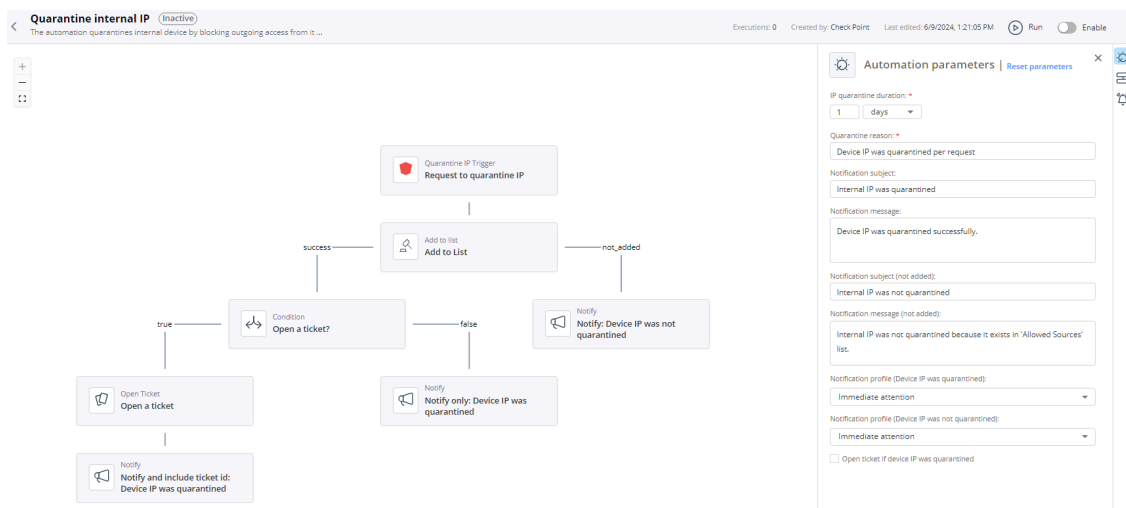 Quarantine internal IP
Inactive
The automation quarantines internal device by blocking outgoing access from it ...
Executions: 0
Created by: Check Point
Last edited: 6/9/2024, 1:21:05 PM
Run
Enable
Quarantine IP Trigger
Request to quarantine IP
Add to list
Add to List
success
not_added
Condition
Open a ticket?
Notify
Notify: Device IP was not
quarantined
true
false
Open Ticket
Open a ticket
Notify
Notify only: Device IP was
quarantined
Notify
Notify and include ticket id:
Device IP was quarantined
Automation parameters | Reset parameters
IP quarantine duration: *
1 days
Quarantine reason: *
Device IP was quarantined per request
Notification subject:
Internal IP was quarantined
Notification message:
Device IP was quarantined successfully.
Notification subject (not added):
Internal IP was not quarantined
Notification message (not added):
Internal IP was not quarantined because it exists in 'Allowed Sources'
list.
Notification profile (Device IP was quarantined):
Immediate attention
Notification profile (Device IP was not quarantined):
Immediate attention
Open ticket if device IP was quarantined